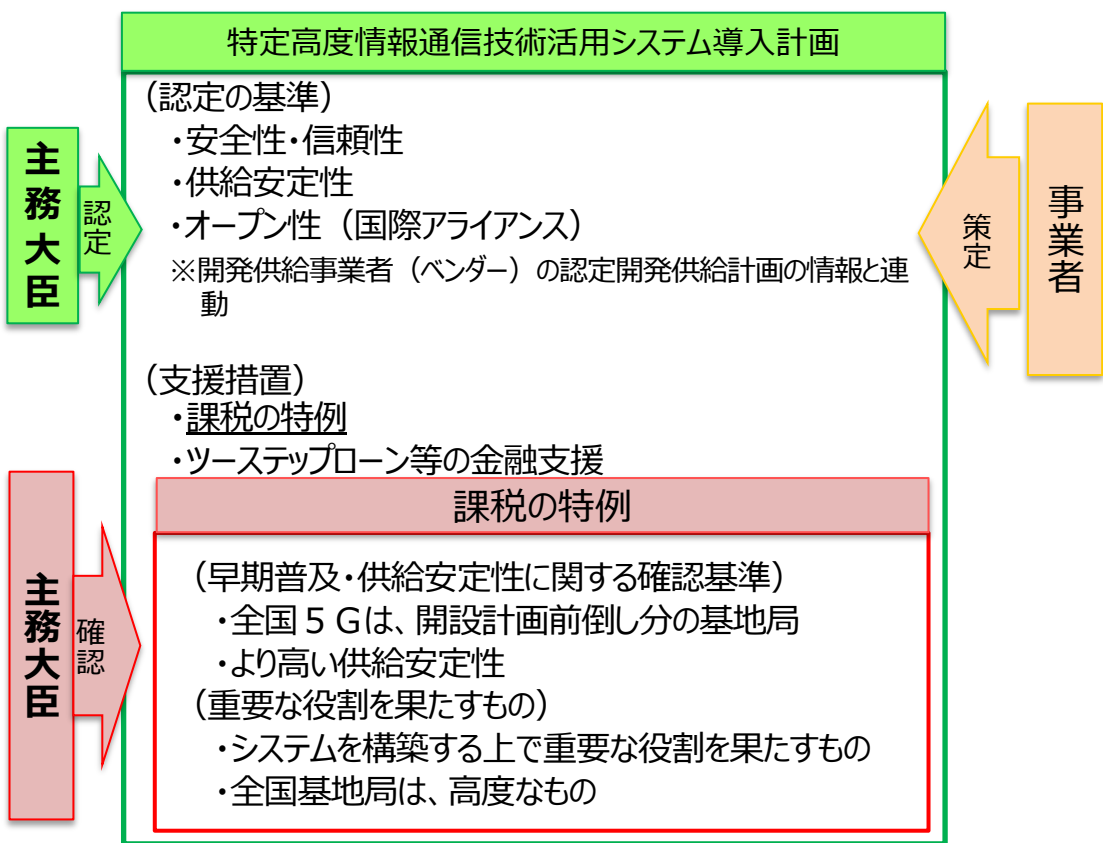 特定高度情報通信技術活用システム導入計画
（認定の基準）
・安全性・信頼性
・供給安定性
・オープン性（国際アライアンス）
※開発供給事業者（ベンダー）の認定開発供給計画の情報と連
動
主務大臣
認定
策定
事業者
（支援措置）
・課税の特例
・ツーステップローン等の金融支援
課税の特例
（早期普及・供給安定性に関する確認基準）
・全国５Ｇは、開設計画前倒し分の基地局
・より高い供給安定性
（重要な役割を果たすもの）
・システムを構築する上で重要な役割を果たすもの
・全国基地局は、高度なもの
主務大臣
確認